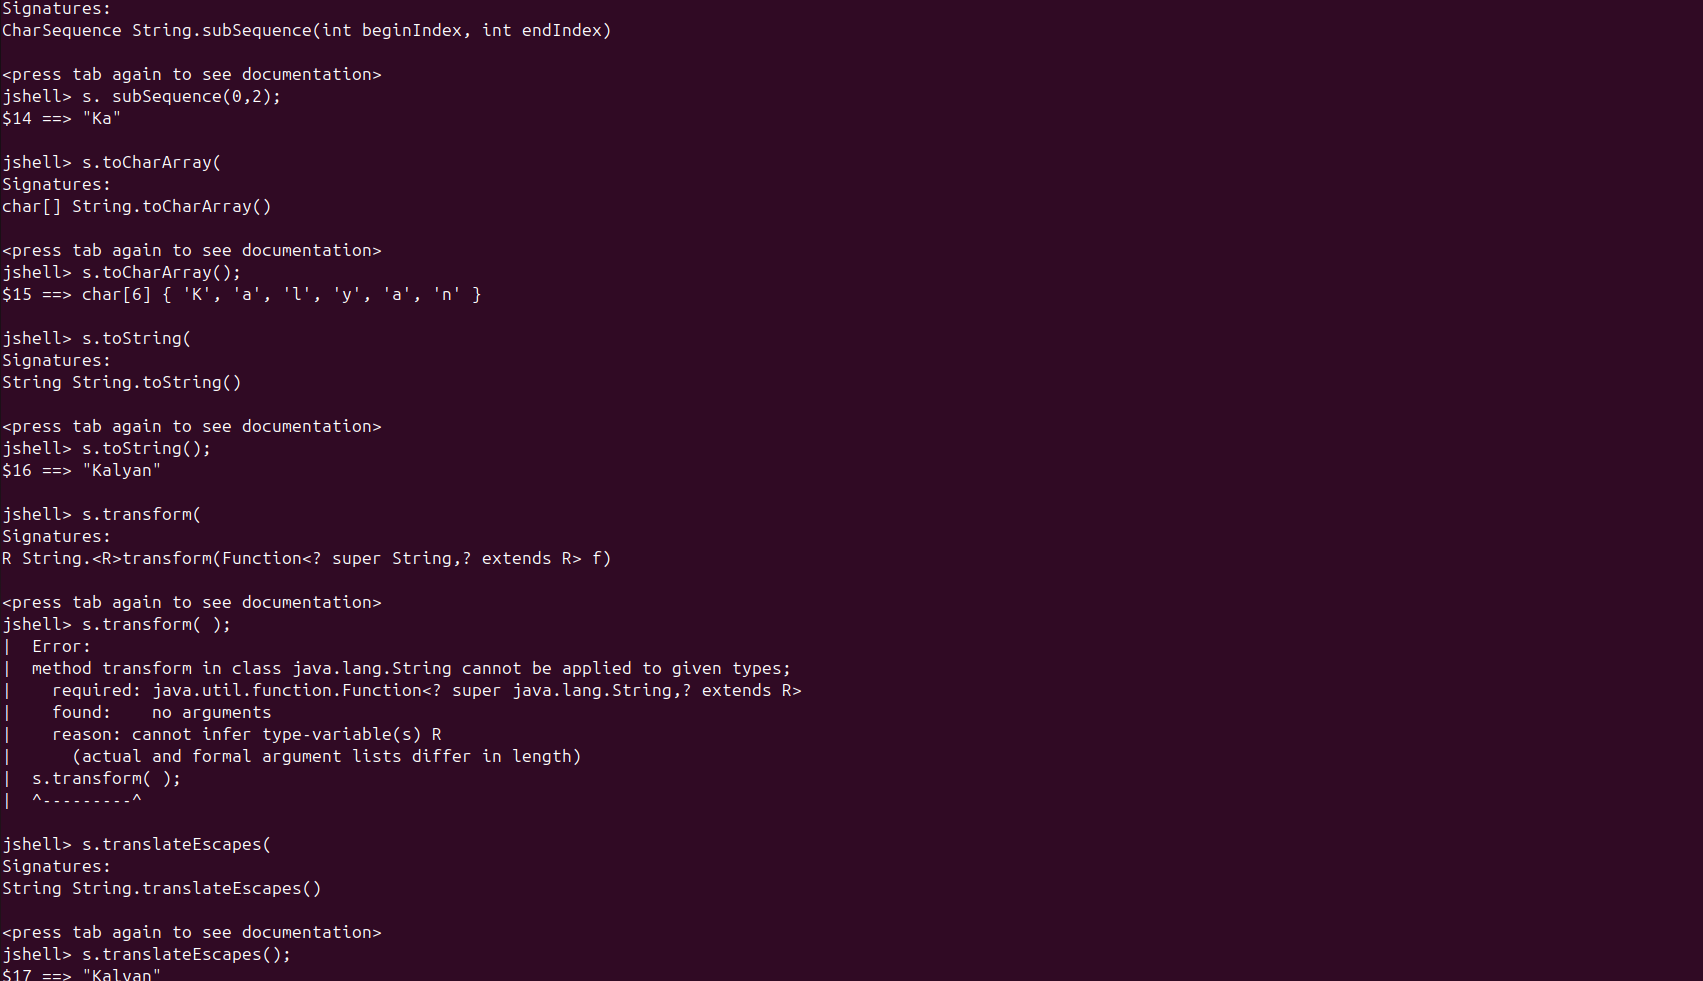 Signatures:
CharSequence String.subSequence(int beginIndex, int endIndex)
<press tab again to see documentation>
jshell> s. subSequence(0,2);
$14 ==> "Ka"
jshell> s.toCharArray(
Signatures:
char[] String.toCharArray()
<press tab again to see documentation>
jshell> s.toCharArray();
$15 ==> char[6] { 'K', 'a', 'l', 'y', 'a', 'n' }
jshell> s.toString(
Signatures:
String String.toString()
<press tab again to see documentation>
jshell> s.toString();
$16 ==> "Kalyan"
jshell> s.transform(
Signatures:
R String.<R>transform(Function<? super String,? extends R> f)
<press tab again to see documentation>
jshell> s.transform( );
|  Error:
|  method transform in class java.lang.String cannot be applied to given types;
|    required: java.util.function.Function<? super java.lang.String,? extends R>
|    found:    no arguments
|    reason: cannot infer type-variable(s) R
|      (actual and formal argument lists differ in length)
|  s.transform( );
|  ^---------^
jshell> s.translateEscapes(
Signatures:
String String.translateEscapes()
<press tab again to see documentation>
jshell> s.translateEscapes();
$17 ==> "Kalyan"